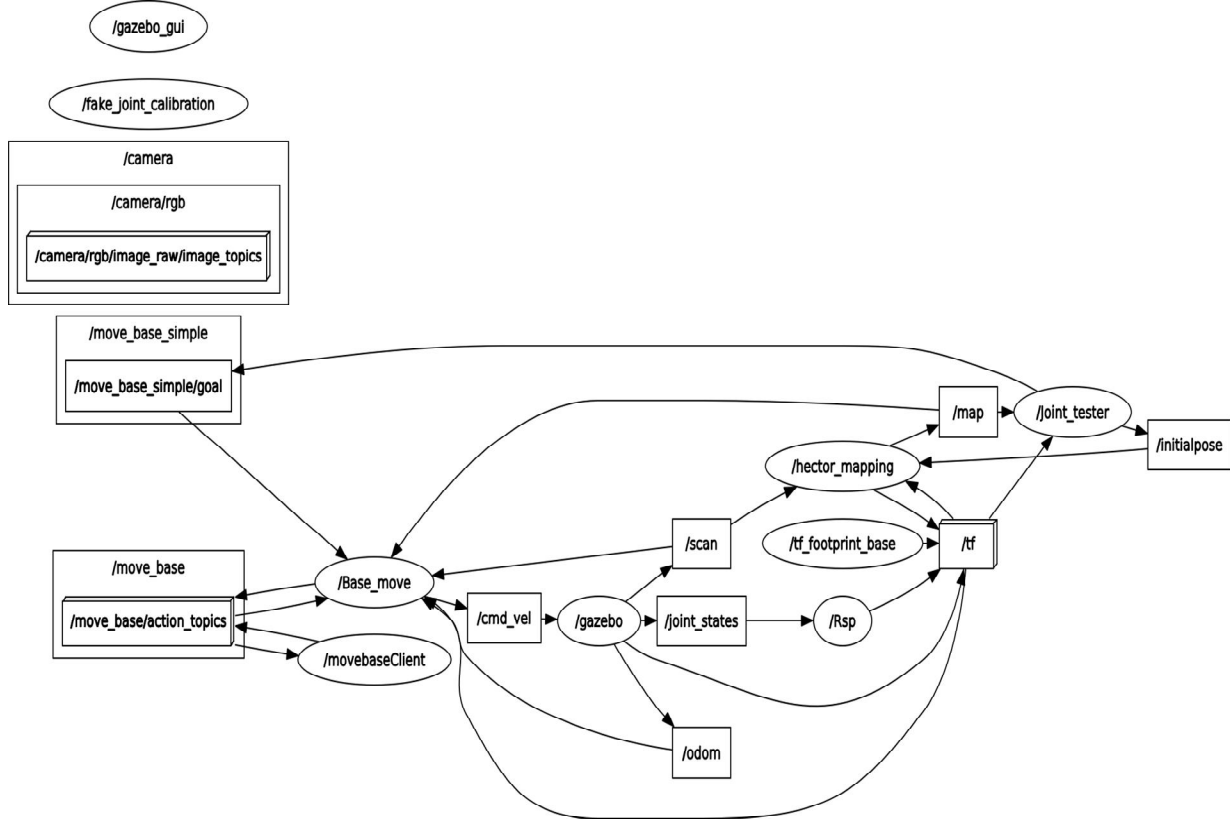 /gazebo_gui
/fake_joint_calibration
/camera
/camera/rgb
/camera/rgb/image_raw/image_topics
/move_base_simple
/move_base_simple/goal
/map
/joint_tester
/initialpose
/hector_mapping
/scan
/tf_footprint_base
/tf
/move_base
/Base_move
/move_base/action_topics
/cmd_vel
/gazebo
/joint_states
/Rsp
/movebaseClient
/odom